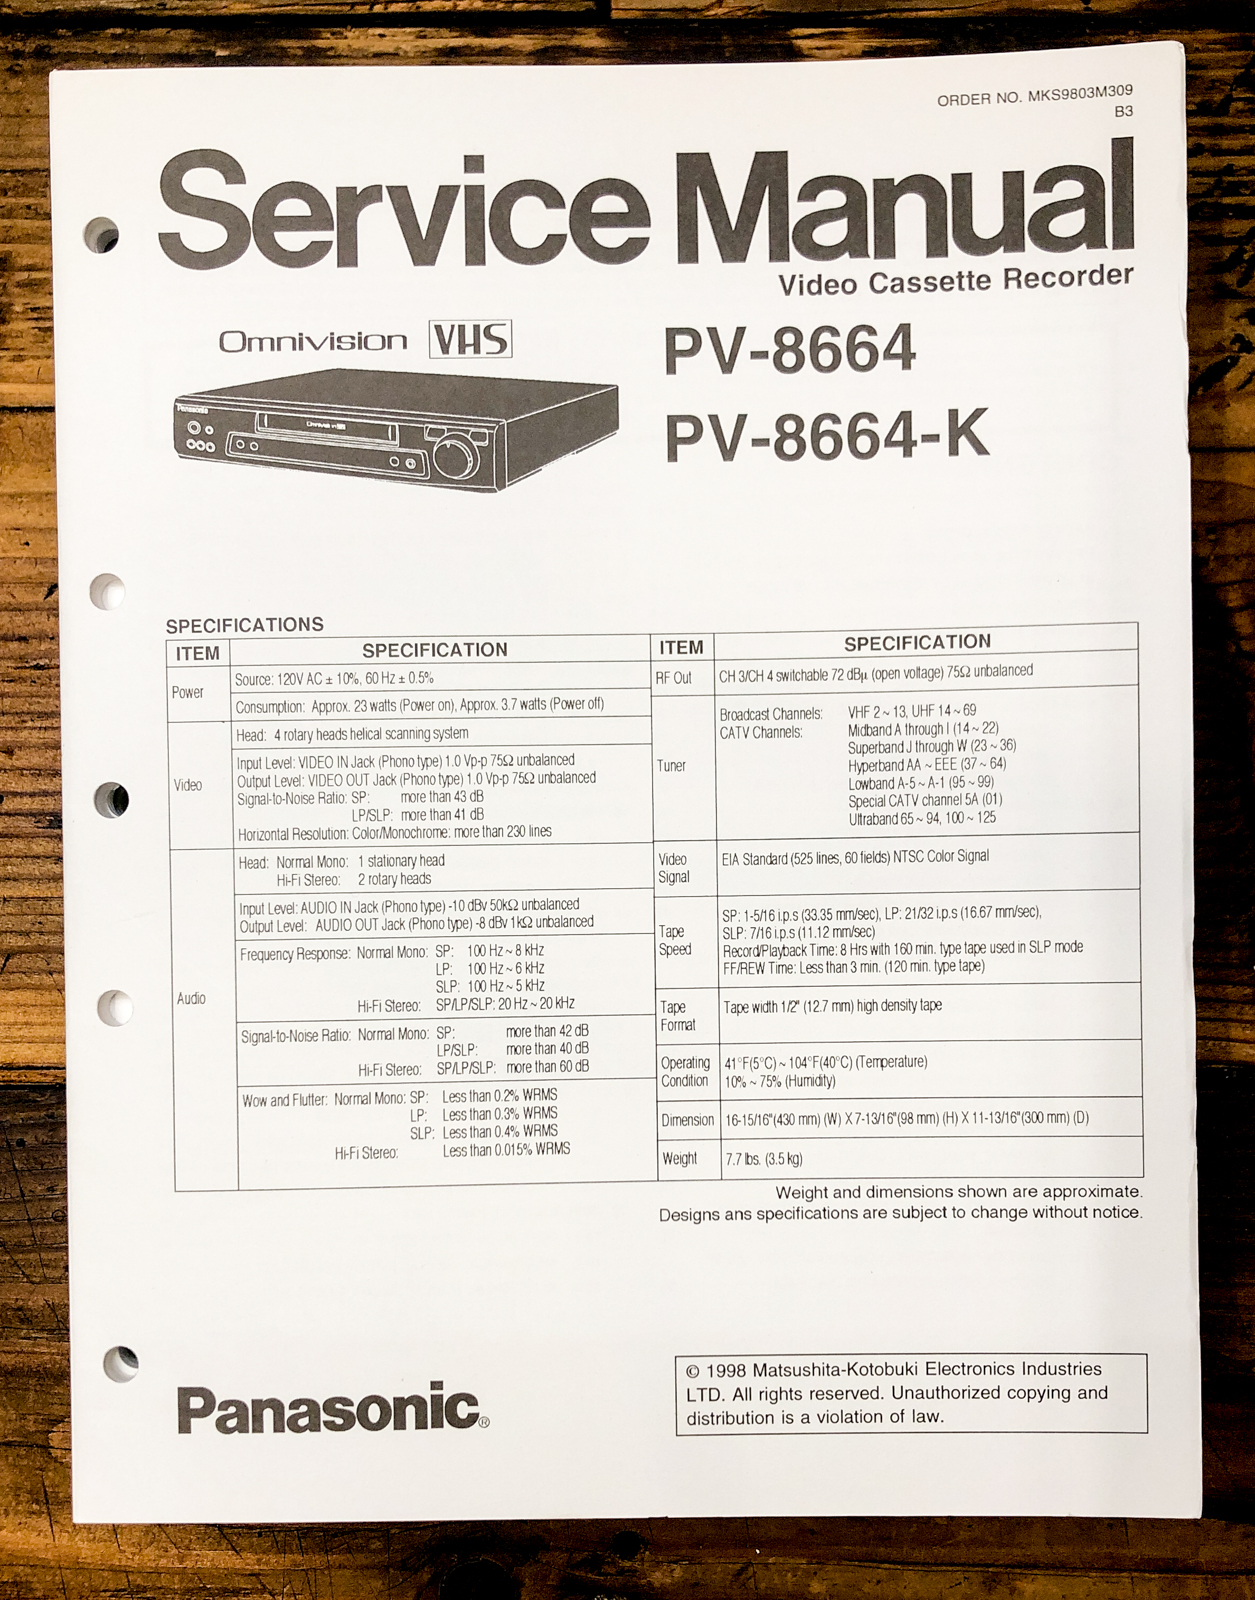 ORDER NO. MKS9803M309
B3
Service Manual
Video Cassette Recorder
Omnivision VHS
PV-8664
PV-8664-K
Panasonic
Omnivision VHS
SPECIFICATIONS
ITEM SPECIFICATION
Power
Source: 120V AC ± 10%, 60 Hz ± 0.5%
Consumption: Approx. 23 watts (Power on), Approx. 3.7 watts (Power off)
Video
Head: 4 rotary heads helical scanning system
Input Level: VIDEO IN Jack (Phono type) 1.0 Vp-p 75Ω unbalanced
Output Level: VIDEO OUT Jack (Phono type) 1.0 Vp-p 75Ω unbalanced
Signal-to-Noise Ratio: SP: more than 43 dB
LP/SLP: more than 41 dB
Horizontal Resolution: Color/Monochrome: more than 230 lines
Audio
Head: Normal Mono: 1 stationary head
Hi-Fi Stereo: 2 rotary heads
Input Level: AUDIO IN Jack (Phono type) -10 dBv 50kΩ unbalanced
Output Level: AUDIO OUT Jack (Phono type) -8 dBv 1kΩ unbalanced
Frequency Response: Normal Mono: SP: 100 Hz ~ 8 kHz
LP: 100 Hz ~ 6 kHz
SLP: 100 Hz ~ 5 kHz
Hi-Fi Stereo: SP/LP/SLP: 20 Hz ~ 20 kHz
Signal-to-Noise Ratio: Normal Mono: SP: more than 42 dB
LP/SLP: more than 40 dB
Hi-Fi Stereo: SP/LP/SLP: more than 60 dB
Wow and Flutter: Normal Mono: SP: Less than 0.2% WRMS
LP: Less than 0.3% WRMS
SLP: Less than 0.4% WRMS
Hi-Fi Stereo: Less than 0.015% WRMS
ITEM SPECIFICATION
RF Out CH 3/CH 4 switchable 72 dBμ (open voltage) 75Ω unbalanced
Tuner
Broadcast Channels: VHF 2 ~ 13, UHF 14 ~ 69
CATV Channels: Midband A through I (14 ~ 22)
Superband J through W (23 ~ 36)
Hyperband AA ~ EEE (37 ~ 64)
Lowband A-5 ~ A-1 (95 ~ 99)
Special CATV channel 5A (01)
Ultraband 65 ~ 94, 100 ~ 125
Video EIA Standard (525 lines, 60 fields) NTSC Color Signal
Signal
Tape
Speed
SP: 1-5/16 i.p.s (33.35 mm/sec), LP: 21/32 i.p.s (16.67 mm/sec),
SLP: 7/16 i.p.s (11.12 mm/sec)
Record/Playback Time: 8 Hrs with 160 min. type tape used in SLP mode
FF/REW Time: Less than 3 min. (120 min. type tape)
Tape Tape width 1/2" (12.7 mm) high density tape
Format
Operating 41°F(5°C) ~ 104°F(40°C) (Temperature)
Condition 10% ~ 75% (Humidity)
Dimension 16-15/16"(430 mm) (W) X 7-13/16"(98 mm) (H) X 11-13/16"(300 mm) (D)
Weight 7.7 lbs. (3.5 kg)
Weight and dimensions shown are approximate.
Designs ans specifications are subject to change without notice.
Panasonic®
© 1998 Matsushita-Kotobuki Electronics Industries
LTD. All rights reserved. Unauthorized copying and
distribution is a violation of law.